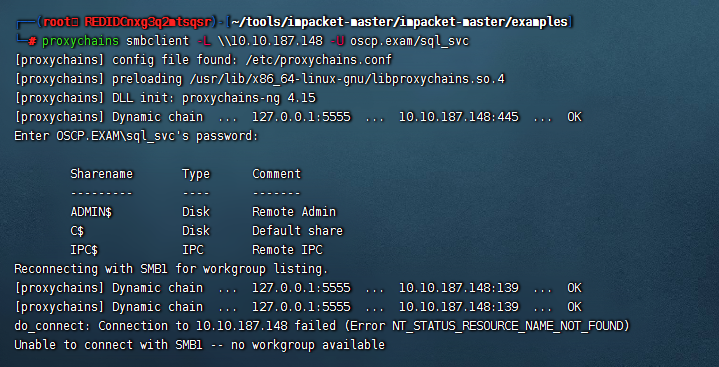 (root REDIDCnxg3q2mtsqsr)-[~/tools/impacket-master/impacket-master/examples]
# proxychains smbclient -L \\10.10.187.148 -U oscp.exam/sql_svc
[proxychains] config file found: /etc/proxychains.conf
[proxychains] preloading /usr/lib/x86_64-linux-gnu/libproxychains.so.4
[proxychains] DLL init: proxychains-ng 4.15
[proxychains] Dynamic chain ... 127.0.0.1:5555 ... 10.10.187.148:445 ... OK
Enter OSCP.EXAM\sql_svc's password:
Sharename Type Comment
--------- ---- -------
ADMIN$ Disk Remote Admin
C$ Disk Default share
IPC$ IPC Remote IPC
Reconnecting with SMB1 for workgroup listing.
[proxychains] Dynamic chain ... 127.0.0.1:5555 ... 10.10.187.148:139 ... OK
[proxychains] Dynamic chain ... 127.0.0.1:5555 ... 10.10.187.148:139 ... OK
do_connect: Connection to 10.10.187.148 failed (Error NT_STATUS_RESOURCE_NAME_NOT_FOUND)
Unable to connect with SMB1 -- no workgroup available